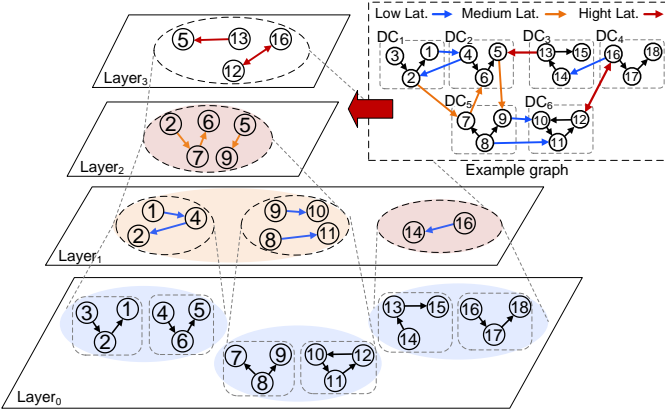 Low Lat. Medium Lat. Hight Lat.
DC1 DC2 DC3 DC4
3 1 4 5 13 15 16 18
2 6 14 17
DC5 DC6
7 9 10 12
8 11
Example graph
5 13 16
12
Layer3
2 6 5
7 9
Layer2
1 4 9 10 16
2 8 11 14
Layer1
3 1 4 5 13 15 16 18
2 6 14 17
7 9 10 12
8 11
Layer0